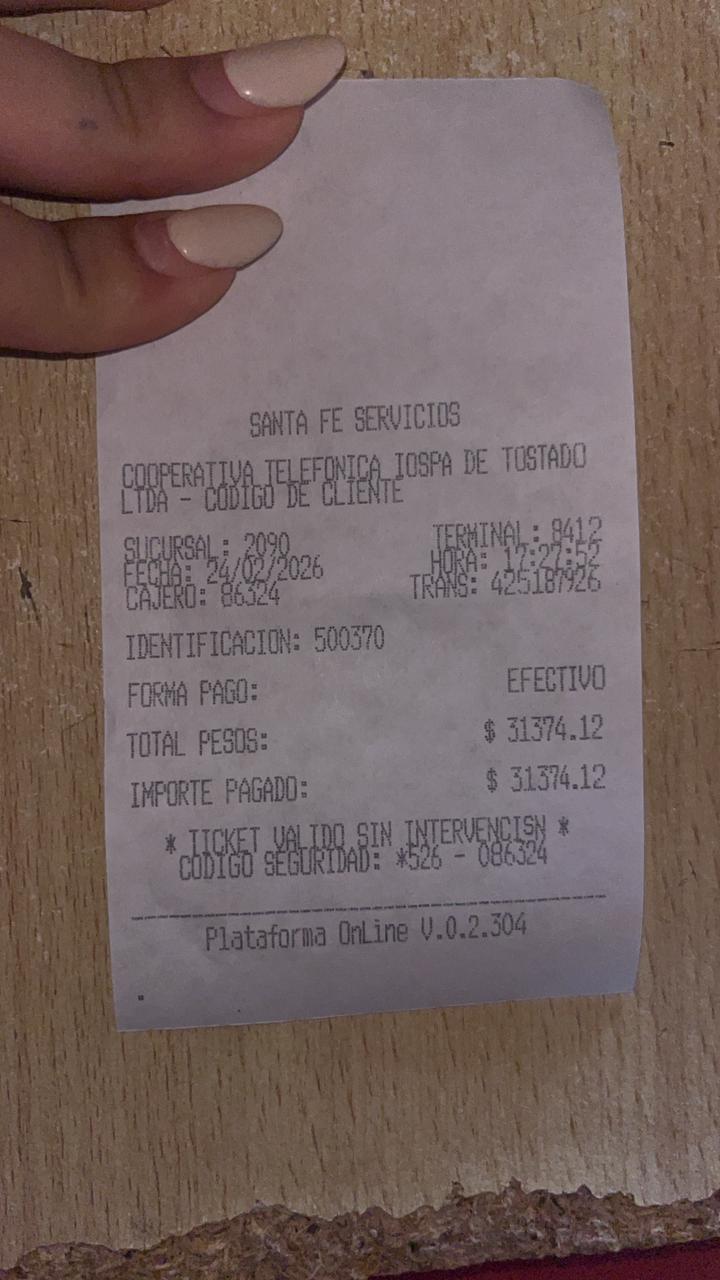 SANTA FE SERVICIOS
COOPERATIVA TELEFONICA IOSPA DE TOSTADO
LTDA - CODIGO DE CLIENTE
SUCURSAL: 2090 TERMINAL: 8412
FECHA: 24/02/2026 HORA: 17:27:52
CAJERO: 86324 TRANS: 425187926
IDENTIFICACION: 500370
FORMA PAGO: EFECTIVO
TOTAL PESOS: $ 31374.12
IMPORTE PAGADO: $ 31374.12
* TICKET VALIDO SIN INTERVENCISN *
CODIGO SEGURIDAD: *526 - 086324
Plataforma OnLine V.0.2.304